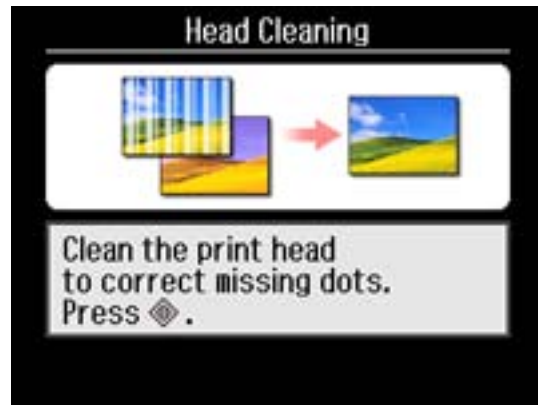 Head Cleaning
Clean the print head
to correct missing dots.
Press .